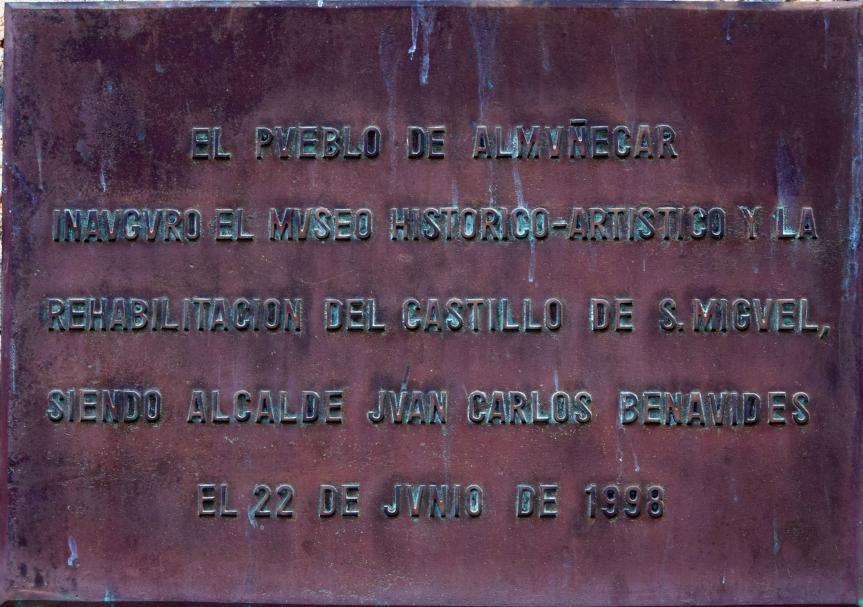 EL PVEBLO DE ALMVÑECAR
INAVGVRO EL MVSEO HISTORICO-ARTISTICO Y LA
REHABILITACION DEL CASTILLO DE S. MIGVEL,
SIENDO ALCALDE JVAN CARLOS BENAVIDES
EL 22 DE JVNIO DE 1998